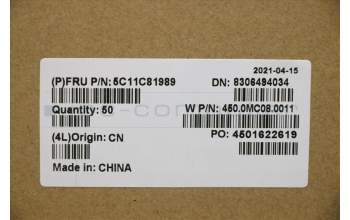 2021-04-15
(P)FRU P/N: 5C11C81989 DN: 8306494034
Quantity: 50 W P/N: 450.0MC08.0011
(4L)Origin: CN PO: 4501622619
Made in: CHINA